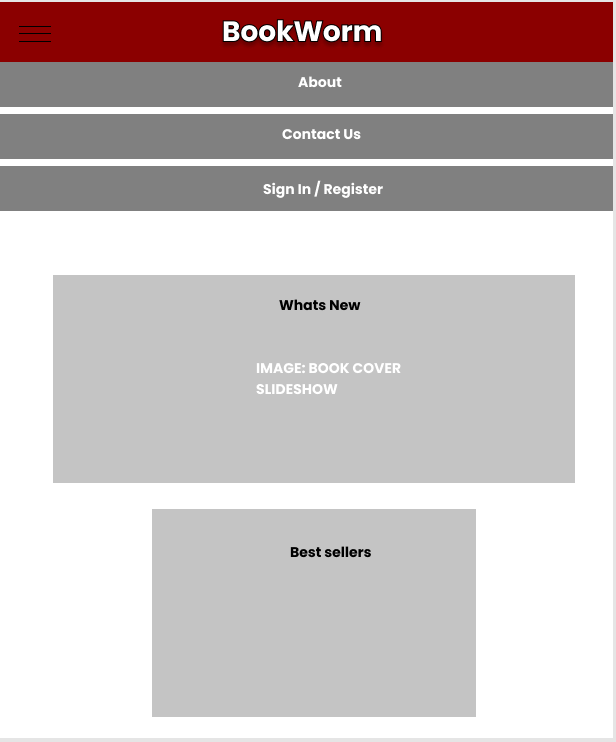 BookWorm
About
Contact Us
Sign In / Register
Whats New
IMAGE: BOOK COVER
SLIDESHOW
Best sellers